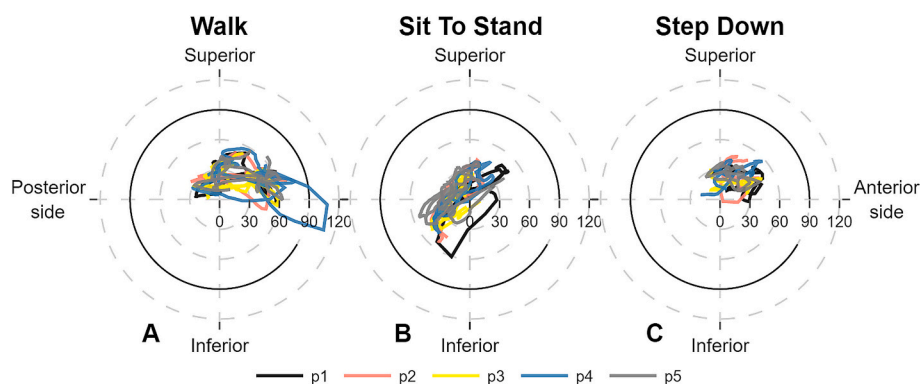 Walk Sit To Stand Step Down
Superior Superior Superior
Posterior side
Anterior side
0 30 60 90 120 0 30 60 90 120 0 30 60 90 120
A B C
Inferior Inferior Inferior
p1 p2 p3 p4 p5